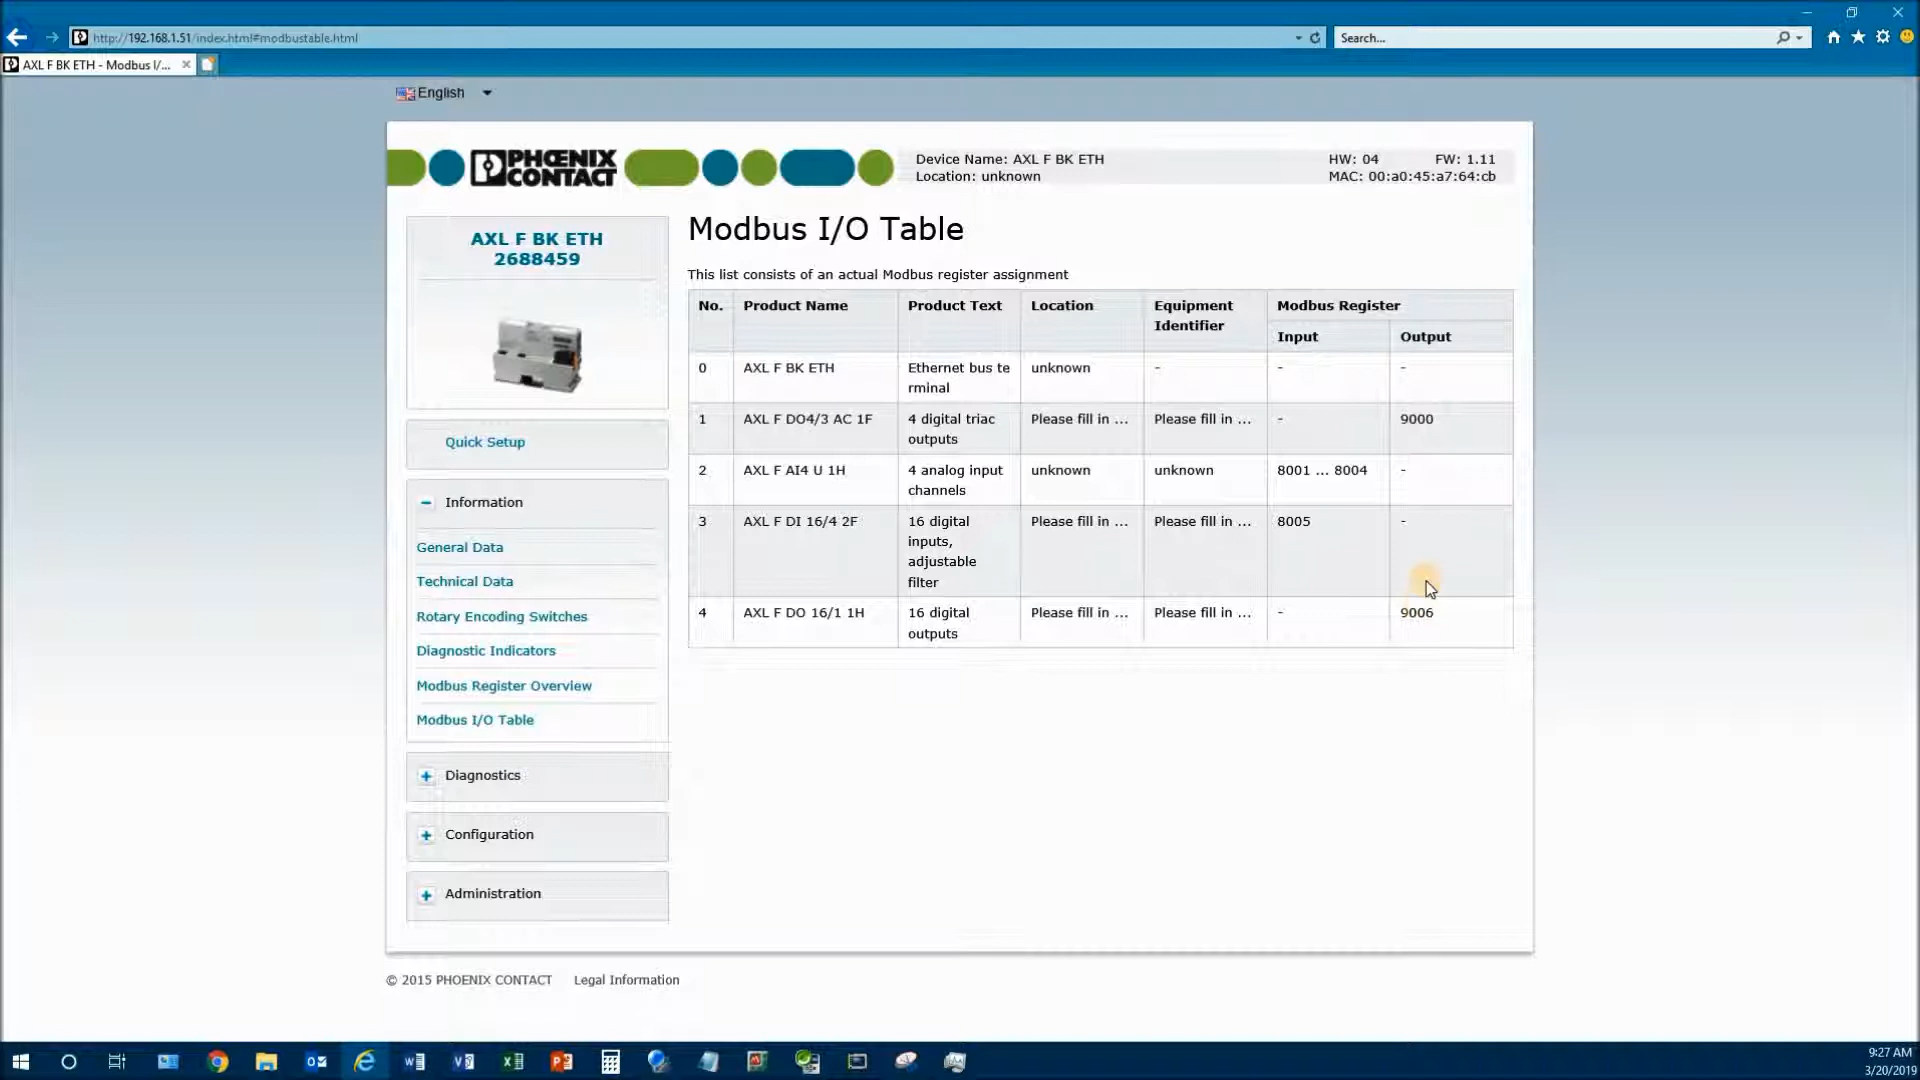 http://192.168.1.51/index.html#modbustable.html
Search...
AXL F BK ETH - Modbus I/...
English
PHŒNIX
CONTACT
Device Name: AXL F BK ETH
Location: unknown
HW: 04 FW: 1.11
MAC: 00:a0:45:a7:64:cb
AXL F BK ETH
2688459
Quick Setup
Information
General Data
Technical Data
Rotary Encoding Switches
Diagnostic Indicators
Modbus Register Overview
Modbus I/O Table
Diagnostics
Configuration
Administration
Modbus I/O Table
This list consists of an actual Modbus register assignment
No. Product Name Product Text Location Equipment Identifier Modbus Register
Input Output
0 AXL F BK ETH Ethernet bus te unknown - - -
rminal
1 AXL F DO4/3 AC 1F 4 digital triac Please fill in ... Please fill in ... - 9000
outputs
2 AXL F AI4 U 1H 4 analog input unknown unknown 8001 ... 8004 -
channels
3 AXL F DI 16/4 2F 16 digital Please fill in ... Please fill in ... 8005 -
inputs,
adjustable
filter
4 AXL F DO 16/1 1H 16 digital Please fill in ... Please fill in ... - 9006
outputs
© 2015 PHOENIX CONTACT Legal Information
9:27 AM
3/20/2019